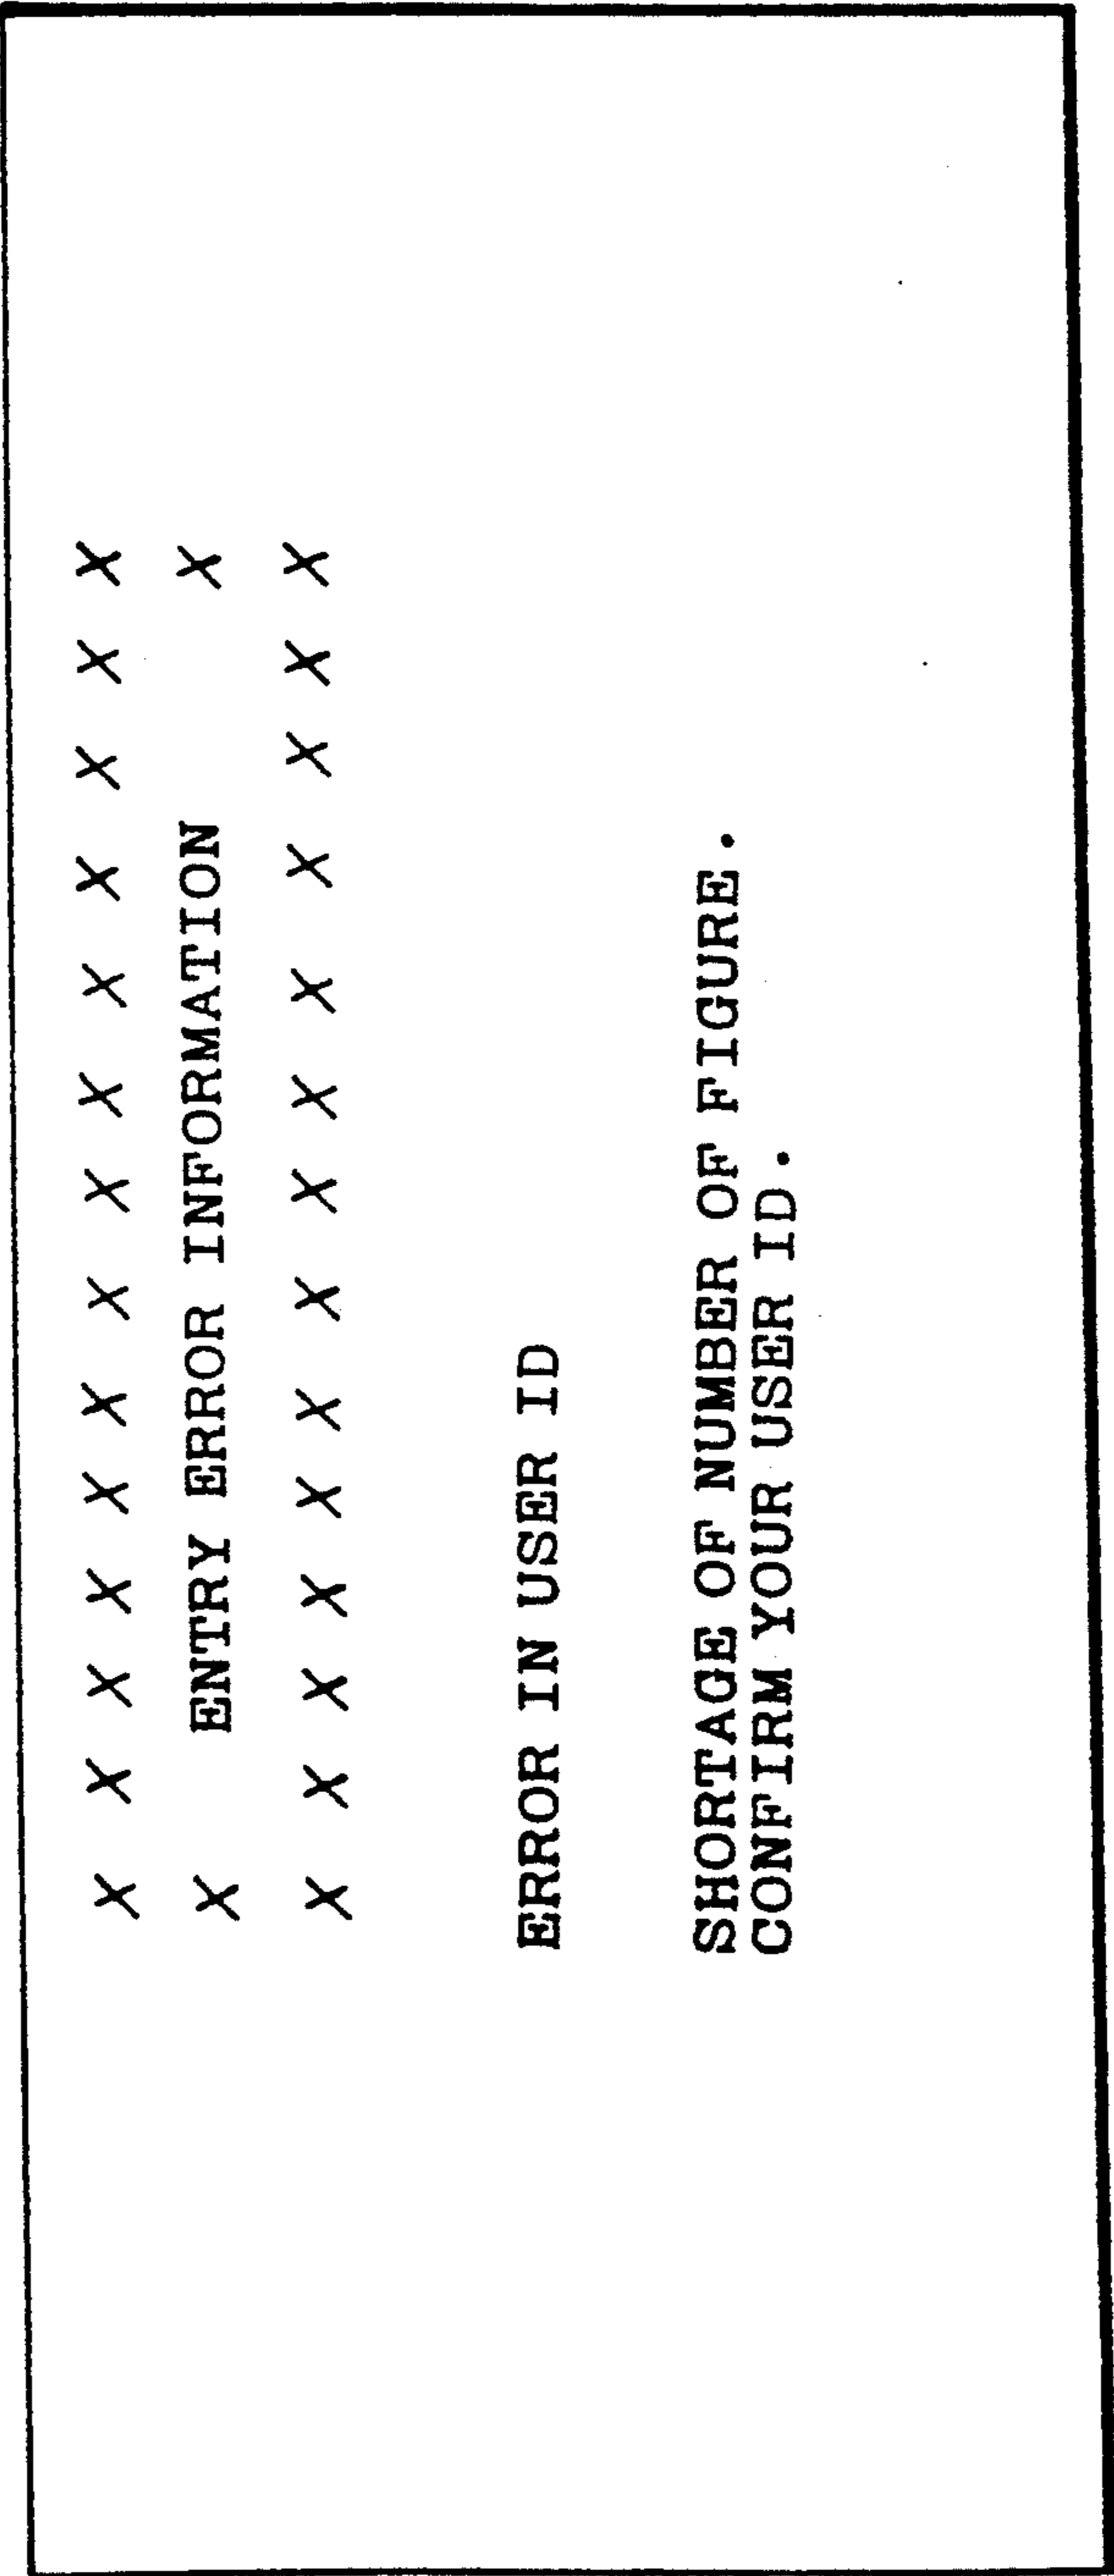 X X X X X X X X X X X X X X
X ENTRY ERROR INFORMATION X
X X X X X X X X X X X X X X
ERROR IN USER ID
SHORTAGE OF NUMBER OF FIGURE.
CONFIRM YOUR USER ID.